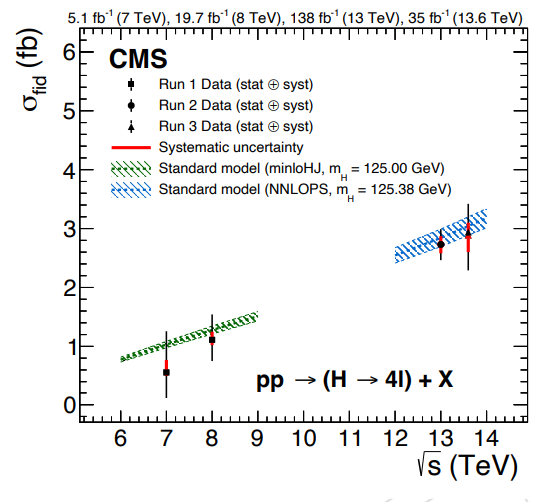 5.1 fb⁻¹ (7 TeV), 19.7 fb⁻¹ (8 TeV), 138 fb⁻¹ (13 TeV), 35 fb⁻¹ (13.6 TeV)
σ_fid (fb)
CMS
Run 1 Data (stat ⊕ syst)
Run 2 Data (stat ⊕ syst)
Run 3 Data (stat ⊕ syst)
Systematic uncertainty
Standard model (minloHJ, m_H = 125.00 GeV)
Standard model (NNLOPS, m_H = 125.38 GeV)
6
5
4
3
2
1
0
pp → (H → 4l) + X
6 7 8 9 10 11 12 13 14
√s (TeV)